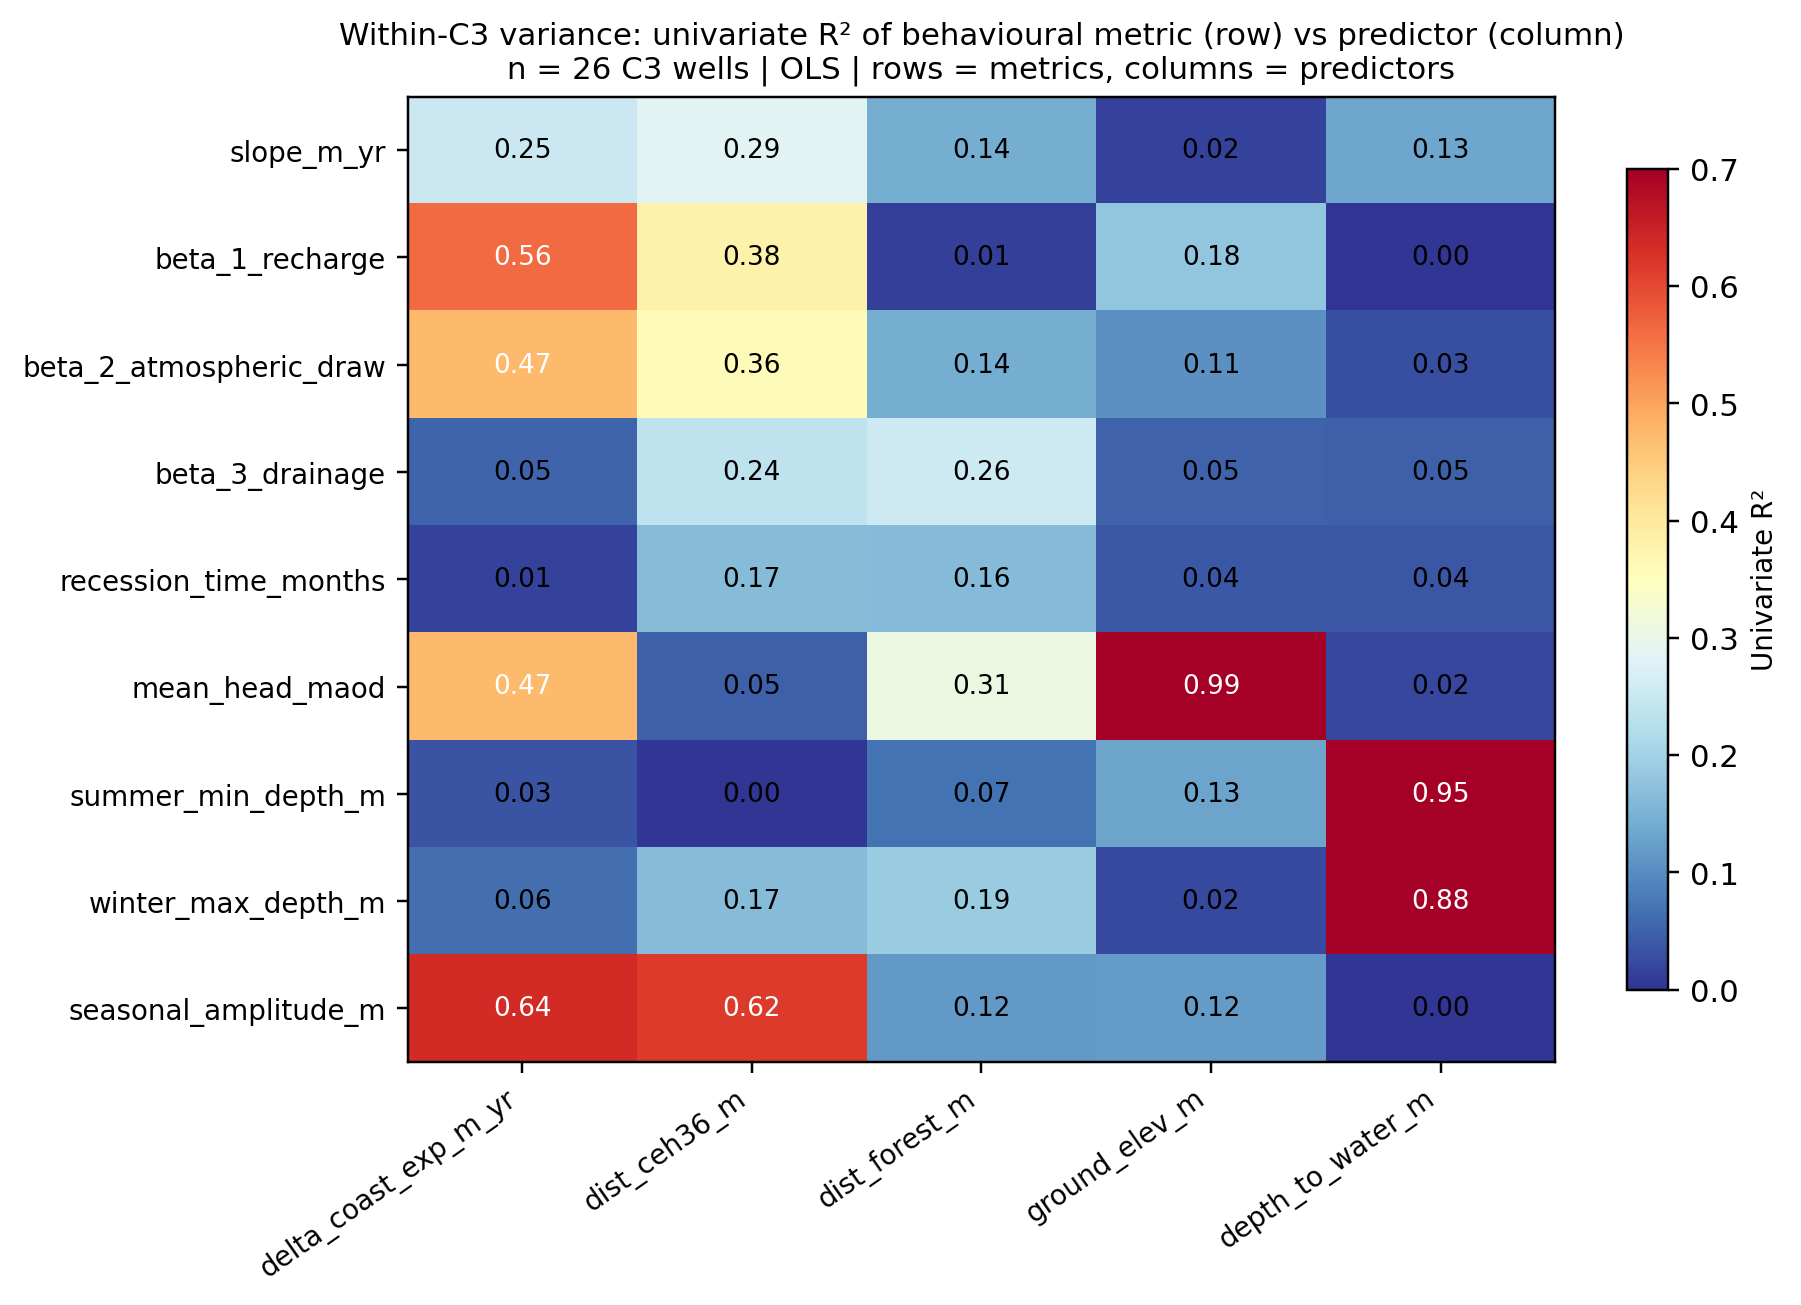 Within-C3 variance: univariate R² of behavioural metric (row) vs predictor (column)
n = 26 C3 wells | OLS | rows = metrics, columns = predictors
slope_m_yr 0.25 0.29 0.14 0.02 0.13
beta_1_recharge 0.56 0.38 0.01 0.18 0.00
beta_2_atmospheric_draw 0.47 0.36 0.14 0.11 0.03
beta_3_drainage 0.05 0.24 0.26 0.05 0.05
recession_time_months 0.01 0.17 0.16 0.04 0.04
mean_head_maod 0.47 0.05 0.31 0.99 0.02
summer_min_depth_m 0.03 0.00 0.07 0.13 0.95
winter_max_depth_m 0.06 0.17 0.19 0.02 0.88
seasonal_amplitude_m 0.64 0.62 0.12 0.12 0.00
delta_coast_exp_m_yr
dist_ceh36_m
dist_forest_m
ground_elev_m
depth_to_water_m
0.7
0.6
0.5
0.4
0.3
0.2
0.1
0.0
Univariate R²